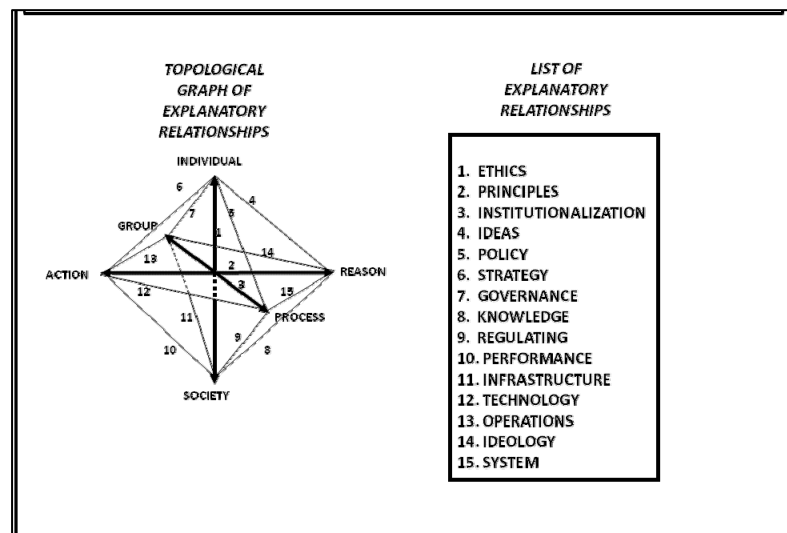 TOPOLOGICAL
GRAPH OF
EXPLANATORY
RELATIONSHIPS
INDIVIDUAL
6
4
7
5
GROUP
1
14
13
2
ACTION
REASON
12
3
15
PROCESS
11
9
10
8
SOCIETY
LIST OF
EXPLANATORY
RELATIONSHIPS
1. ETHICS
2. PRINCIPLES
3. INSTITUTIONALIZATION
4. IDEAS
5. POLICY
6. STRATEGY
7. GOVERNANCE
8. KNOWLEDGE
9. REGULATING
10. PERFORMANCE
11. INFRASTRUCTURE
12. TECHNOLOGY
13. OPERATIONS
14. IDEOLOGY
15. SYSTEM